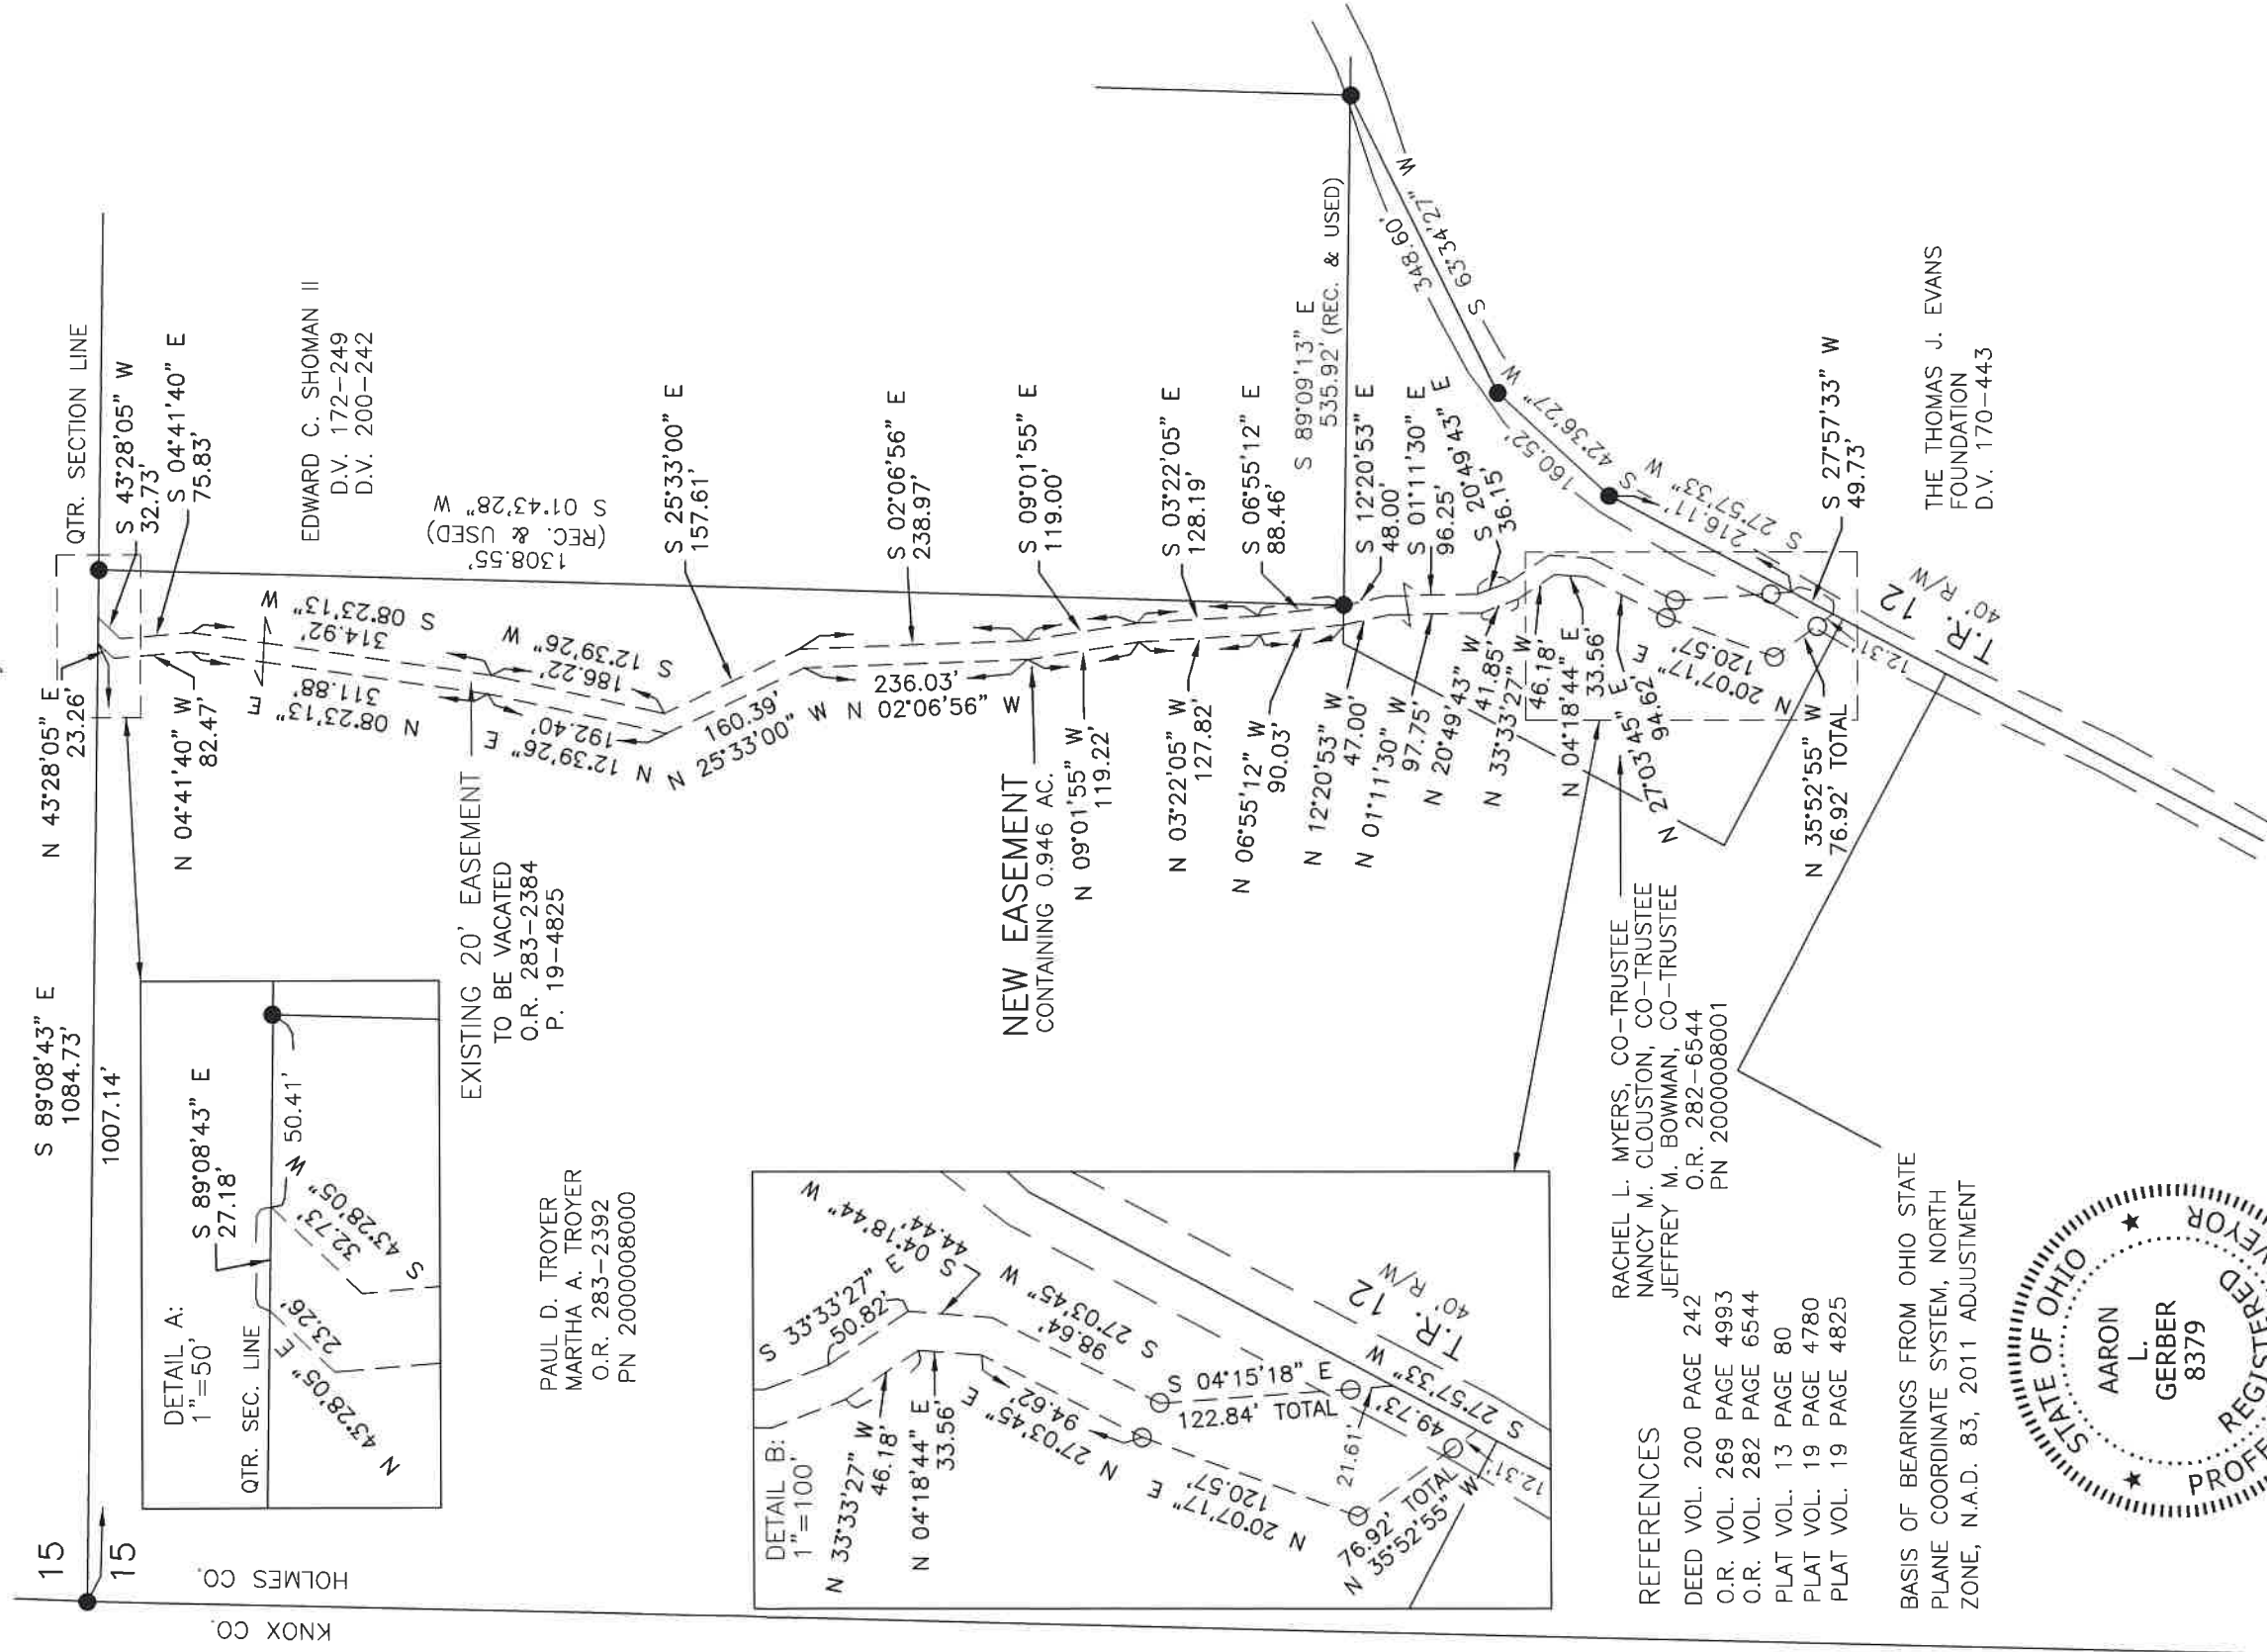 15
15
KNOX CO.
HOLMES CO.
S 89°08'43" E
1084.73'
1007.14'
N 43°28'05" E
23.26'
QTR. SECTION LINE
S 43°28'05" W
32.73'
S 04°41'40" E
75.83'
N 04°41'40" W
82.47'
EDWARD C. SHOMAN II
D.V. 172-249
D.V. 200-242
S 08°23'13" W
314.92'
311.88'
N 08°23'13" E
1308.55'
(REC. & USED)
S 01°43'28" W
S 12°39'26" W
186.22'
192.40'
N 12°39'26" E
DETAIL A:
1"=50'
S 89°08'43" E
27.18'
QTR. SEC. LINE
50.41'
23.26'
N 43°28'05" E
32.73'
S 43°28'05" W
EXISTING 20' EASEMENT
TO BE VACATED
O.R. 283-2384
P. 19-4825
S 25°33'00" E
157.61'
160.39'
N 25°33'00" W
S 02°06'56" E
238.97'
236.03'
N 02°06'56" W
PAUL D. TROYER
MARTHA A. TROYER
O.R. 283-2392
PN 2000008000
NEW EASEMENT
CONTAINING 0.946 AC.
S 09°01'55" E
119.00'
N 09°01'55" W
119.22'
S 03°22'05" E
128.19'
N 03°22'05" W
127.82'
S 06°55'12" E
88.46'
N 06°55'12" W
90.03'
S 89°09'13" E
535.92' (REC. & USED)
S 12°20'53" E
48.00'
N 12°20'53" W
47.00'
S 01°11'30" E
96.25'
N 01°11'30" W
97.75'
S 20°49'43" E
36.15'
N 20°49'43" W
41.85'
N 33°33'27" W
46.18'
N 04°18'44" E
33.56'
N 27°03'45" E
94.62'
N 20°07'17" E
120.57'
N 35°52'55" W
76.92' TOTAL
12.31'
S 27°57'33" W
49.73'
348.60'
S 63°34'27" W
160.52'
S 42°36'27" W
216.11'
S 27°57'33" W
T.R. 12
40' R/W
THE THOMAS J. EVANS
FOUNDATION
D.V. 170-443
DETAIL B:
1"=100'
S 33°33'27" E
50.82'
S 04°18'44" W
44.44'
N 33°33'27" W
46.18'
N 04°18'44" E
33.56'
S 27°03'45" W
98.64'
94.62'
N 27°03'45" E
S 04°15'18" E
122.84' TOTAL
120.57'
N 20°07'17" E
21.61'
49.73'
S 27°57'33" W
12.31'
76.92' TOTAL
N 35°52'55" W
T.R. 12
40' R/W
RACHEL L. MYERS, CO-TRUSTEE
NANCY M. CLOUSTON, CO-TRUSTEE
JEFFREY M. BOWMAN, CO-TRUSTEE
O.R. 282-6544
PN 2000008001
REFERENCES
DEED VOL. 200 PAGE 242
O.R. VOL. 269 PAGE 4993
O.R. VOL. 282 PAGE 6544
PLAT VOL. 13 PAGE 80
PLAT VOL. 19 PAGE 4780
PLAT VOL. 19 PAGE 4825
BASIS OF BEARINGS FROM OHIO STATE
PLANE COORDINATE SYSTEM, NORTH
ZONE, N.A.D. 83, 2011 ADJUSTMENT
STATE OF OHIO
AARON
L.
GERBER
8379
REGISTERED